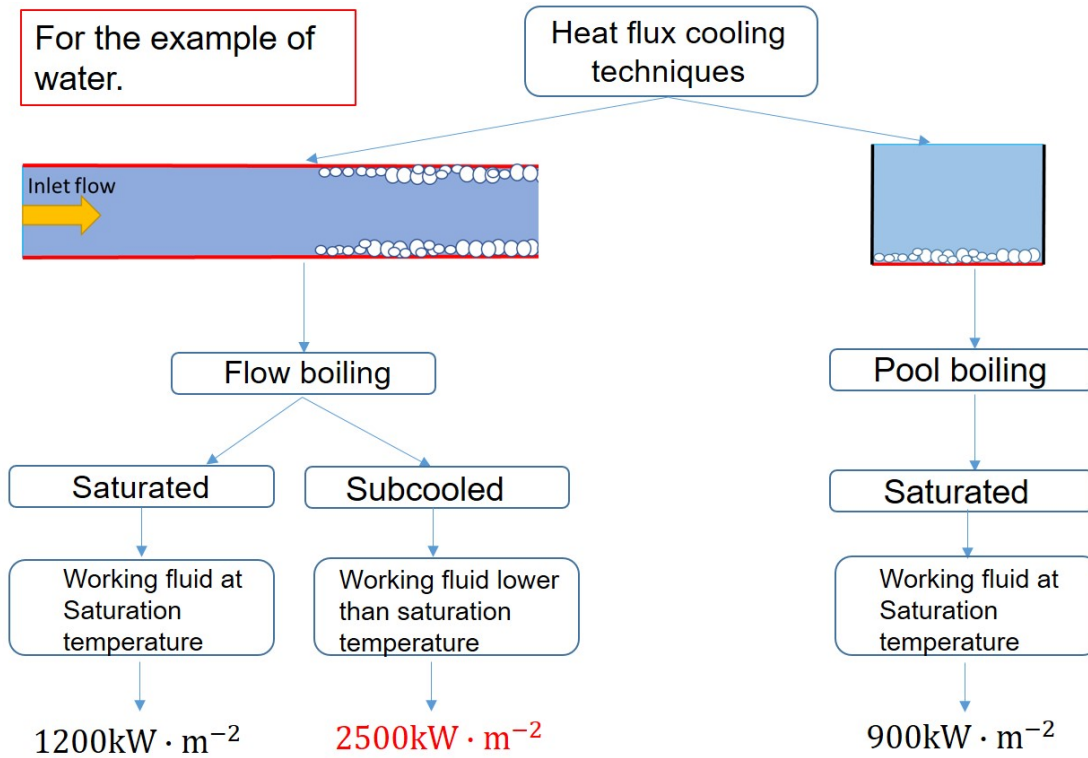 For the example of
water.
Heat flux cooling
techniques
Inlet flow
Flow boiling
Pool boiling
Saturated
Subcooled
Saturated
Working fluid at
Saturation
temperature
Working fluid lower
than saturation
temperature
Working fluid at
Saturation
temperature
1200kW · m⁻²
2500kW · m⁻²
900kW · m⁻²